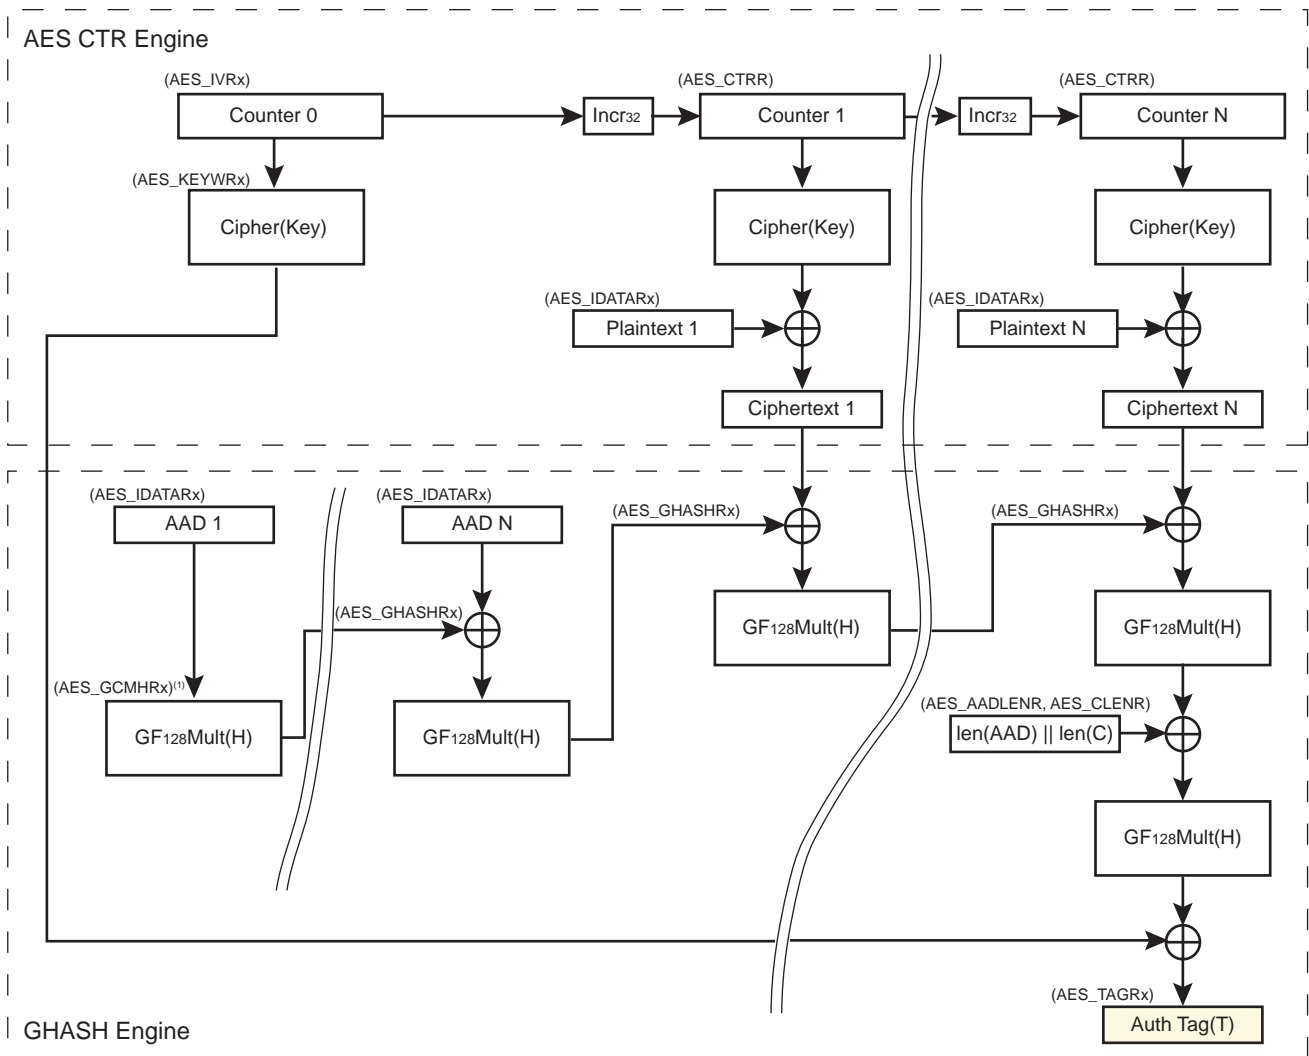 AES CTR Engine
(AES_IVRx)
(AES_CTRR)
(AES_CTRR)
Counter 0
Incr32
Counter 1
Incr32
Counter N
(AES_KEYWRx)
Cipher(Key)
Cipher(Key)
Cipher(Key)
(AES_IDATARx)
(AES_IDATARx)
Plaintext 1
Plaintext N
Ciphertext 1
Ciphertext N
(AES_IDATARx)
(AES_IDATARx)
(AES_GHASHRx)
(AES_GHASHRx)
AAD 1
AAD N
(AES_GHASHRx)
GF128Mult(H)
GF128Mult(H)
(AES_GCMHRx)(1)
(AES_AADLENR, AES_CLENR)
GF128Mult(H)
GF128Mult(H)
len(AAD) || len(C)
GF128Mult(H)
(AES_TAGRx)
Auth Tag(T)
GHASH Engine